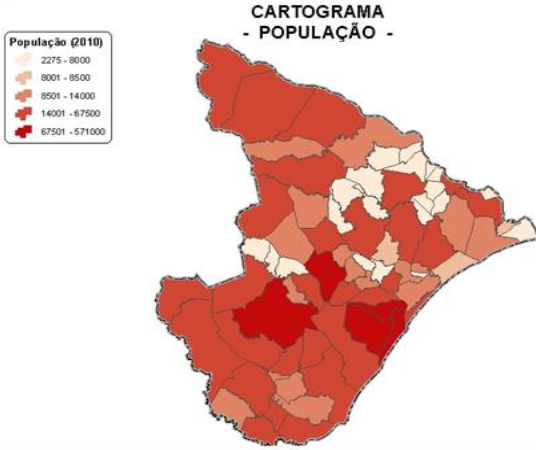 CARTOGRAMA
- POPULAÇÃO -
População (2010)
2275 - 8000
8001 - 8500
8501 - 14000
14001 - 67500
67501 - 571000